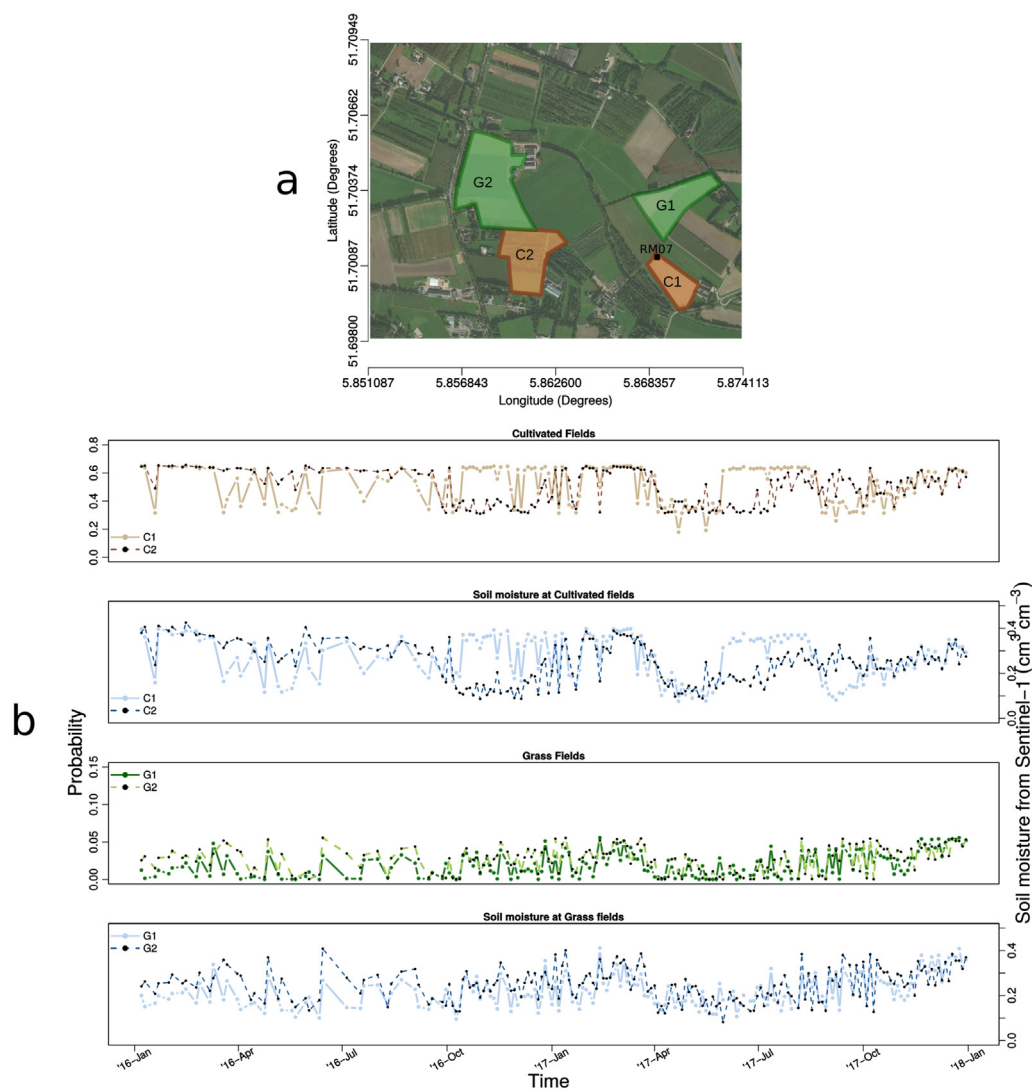 a
Latitude (Degrees)
51.70949
51.70662
51.70374
51.70087
51.69800
G2
G1
C2
RM07
C1
5.851087 5.856843 5.862600 5.868357 5.874113
Longitude (Degrees)
b
Probability
Soil moisture from Sentinel−1 (cm³ cm−3)
Cultivated Fields
0.8
0.6
0.4
0.2
0.0
C1
C2
Soil moisture at Cultivated fields
0.4
0.2
0.0
C1
C2
Grass Fields
0.15
0.10
0.05
0.00
G1
G2
Soil moisture at Grass fields
0.4
0.2
0.0
G1
G2
'16−Jan '16−Apr '16−Jul '16−Oct '17−Jan '17−Apr '17−Jul '17−Oct '18−Jan
Time